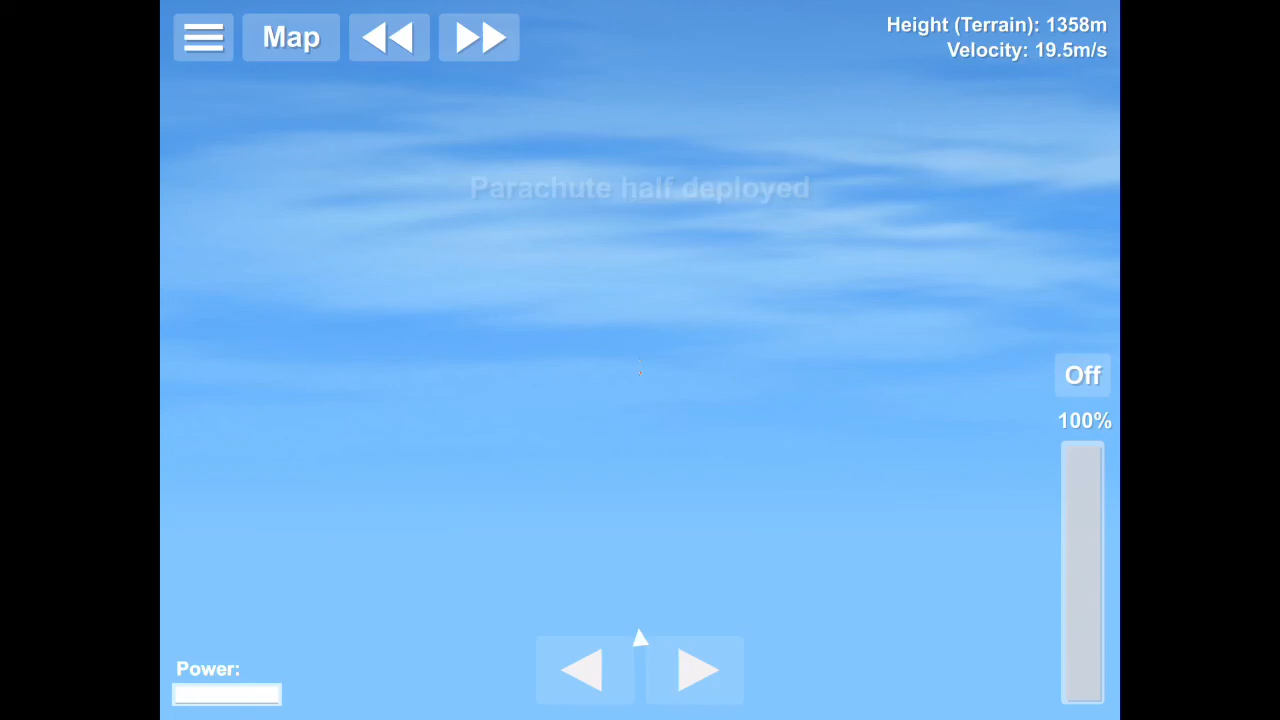 Map
Height (Terrain): 1358m
Velocity: 19.5m/s
Parachute half deployed
Off
100%
Power: